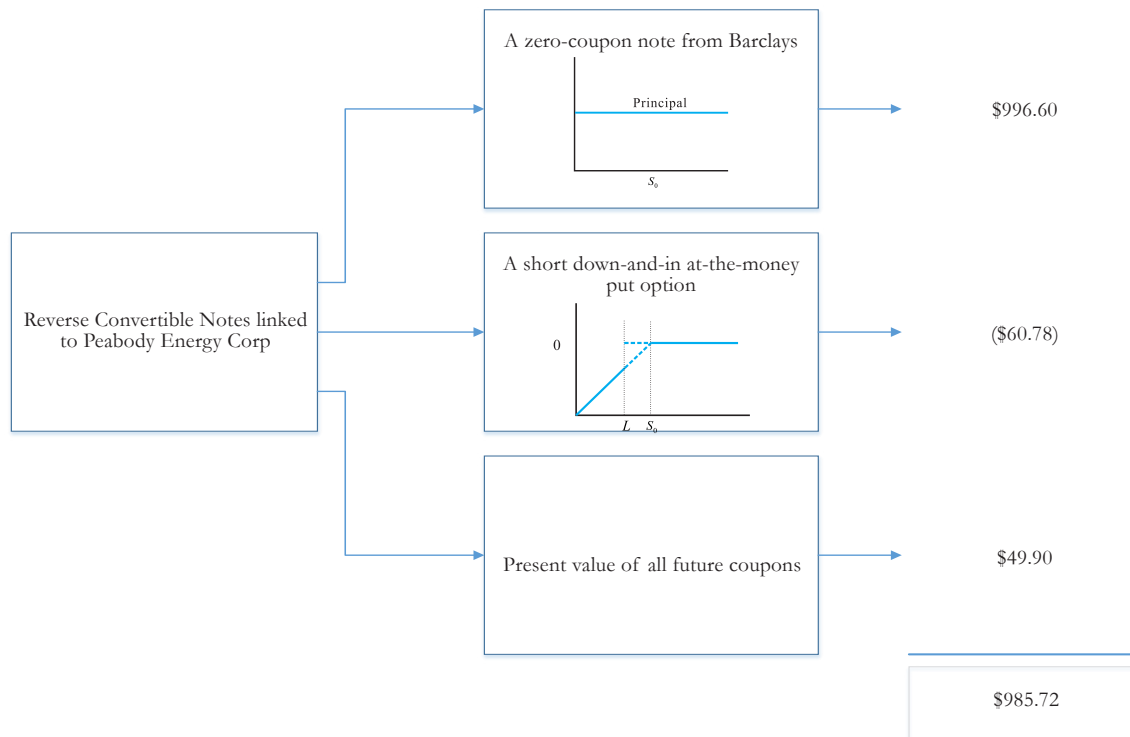 A zero-coupon note from Barclays
Principal
S₀
$996.60
Reverse Convertible Notes linked
to Peabody Energy Corp
A short down-and-in at-the-money
put option
0
L S₀
($60.78)
Present value of all future coupons
$49.90
$985.72